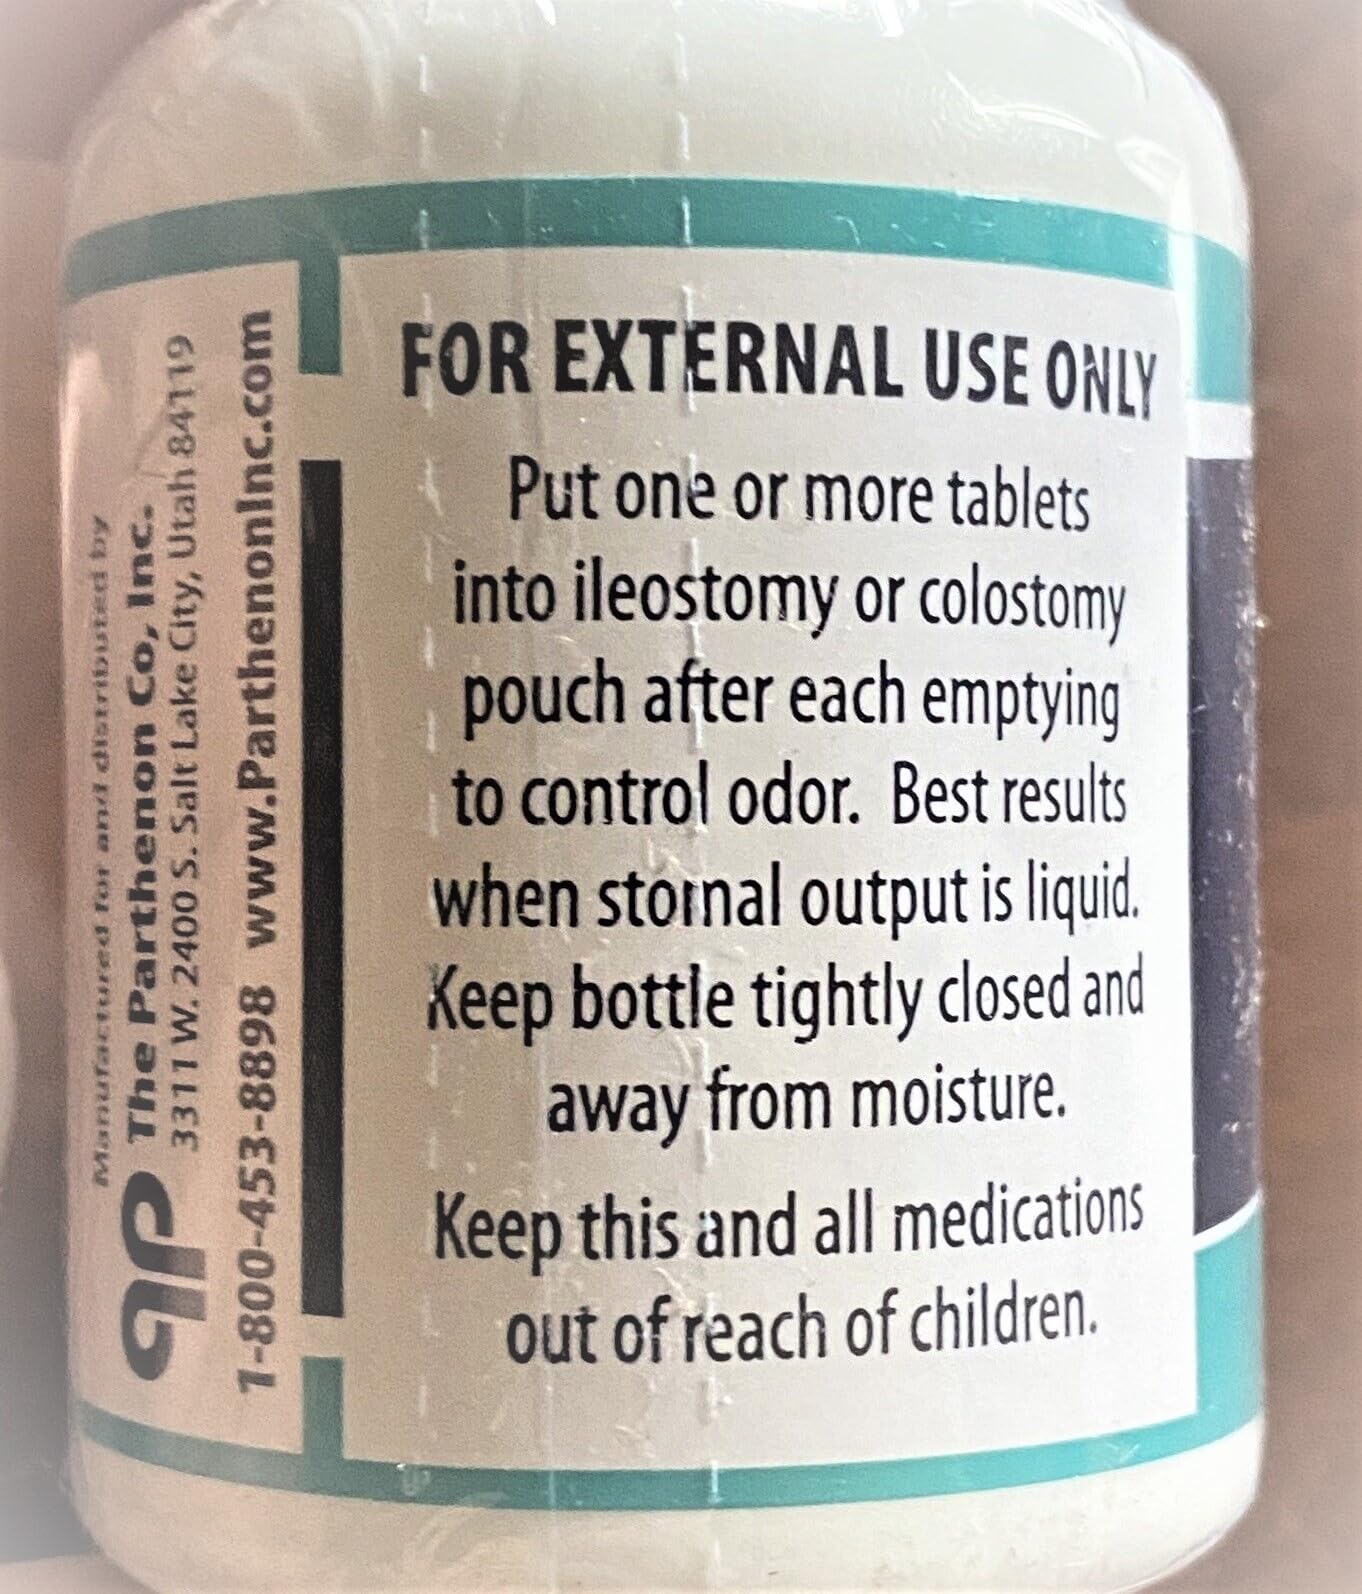 Manufactured for and distributed by
The Parthenon Co, Inc.
3311 W. 2400 S. Salt Lake City, Utah 84119
1-800-453-8898 www.ParthenonInc.com
FOR EXTERNAL USE ONLY
Put one or more tablets
into ileostomy or colostomy
pouch after each emptying
to control odor. Best results
when stomal output is liquid.
Keep bottle tightly closed and
away from moisture.
Keep this and all medications
out of reach of children.